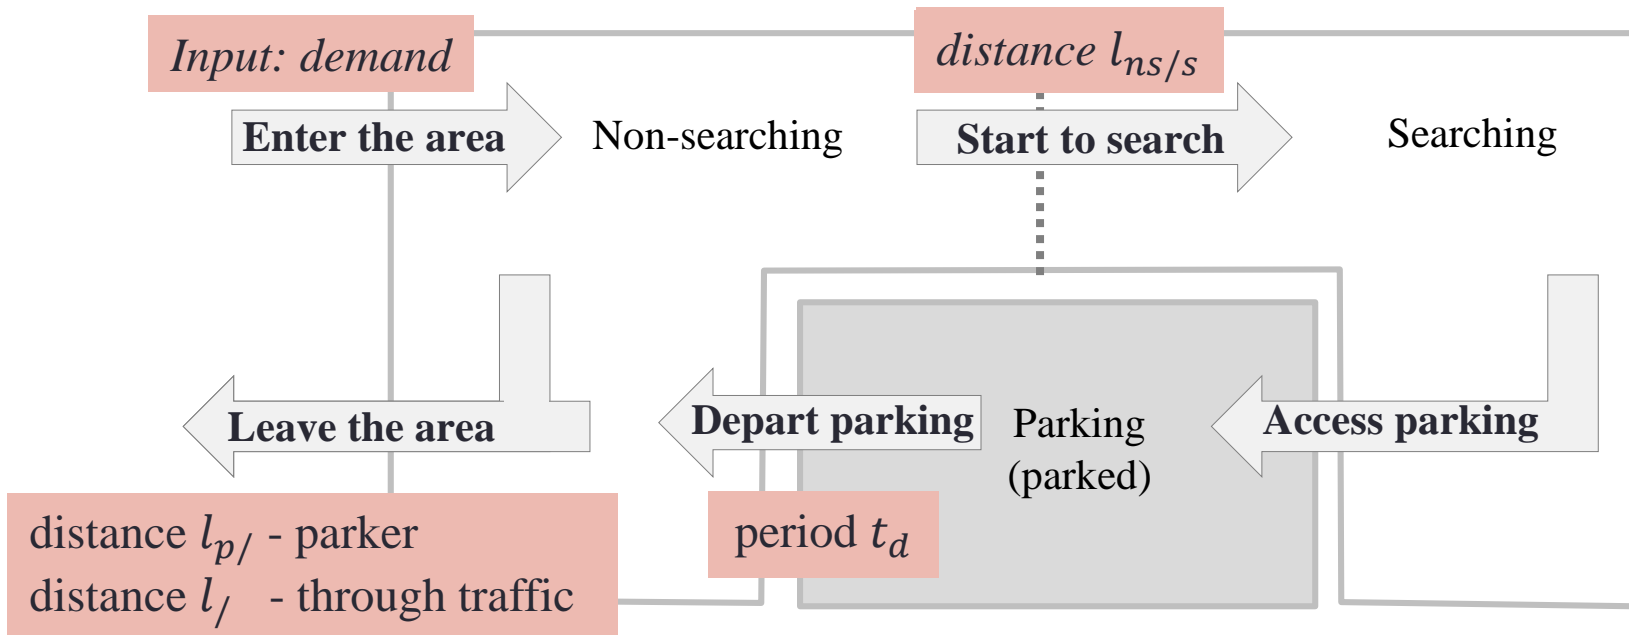 Input: demand
distance l_{ns/s}
Enter the area
Non-searching
Start to search
Searching
Leave the area
Depart parking
Parking
(parked)
Access parking
distance l_{p/} - parker
distance l_{/} - through traffic
period t_{d}